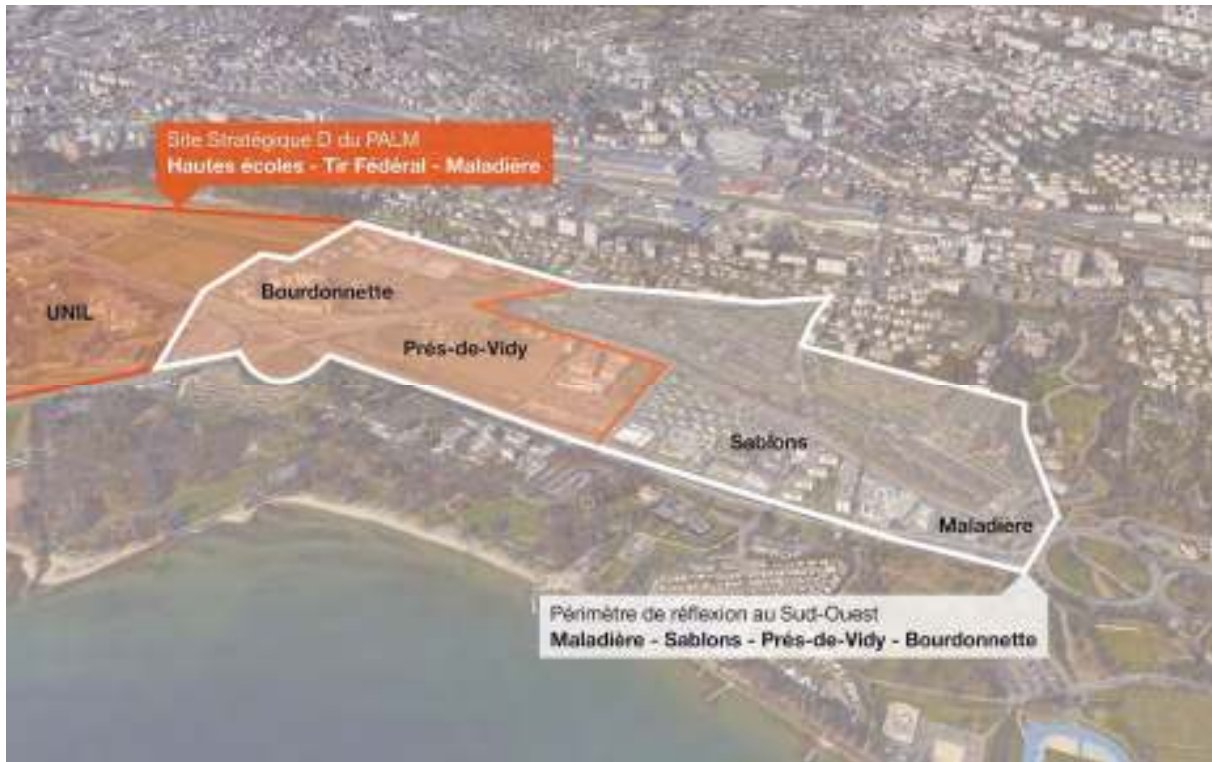 Site Stratégique D du PALM
Hautes écoles - Tir Fédéral - Maladière
Bourdonnette
UNIL
Prés-de-Vidy
Sablons
Maladière
Périmètre de réflexion au Sud-Ouest
Maladière - Sablons - Prés-de-Vidy - Bourdonnette